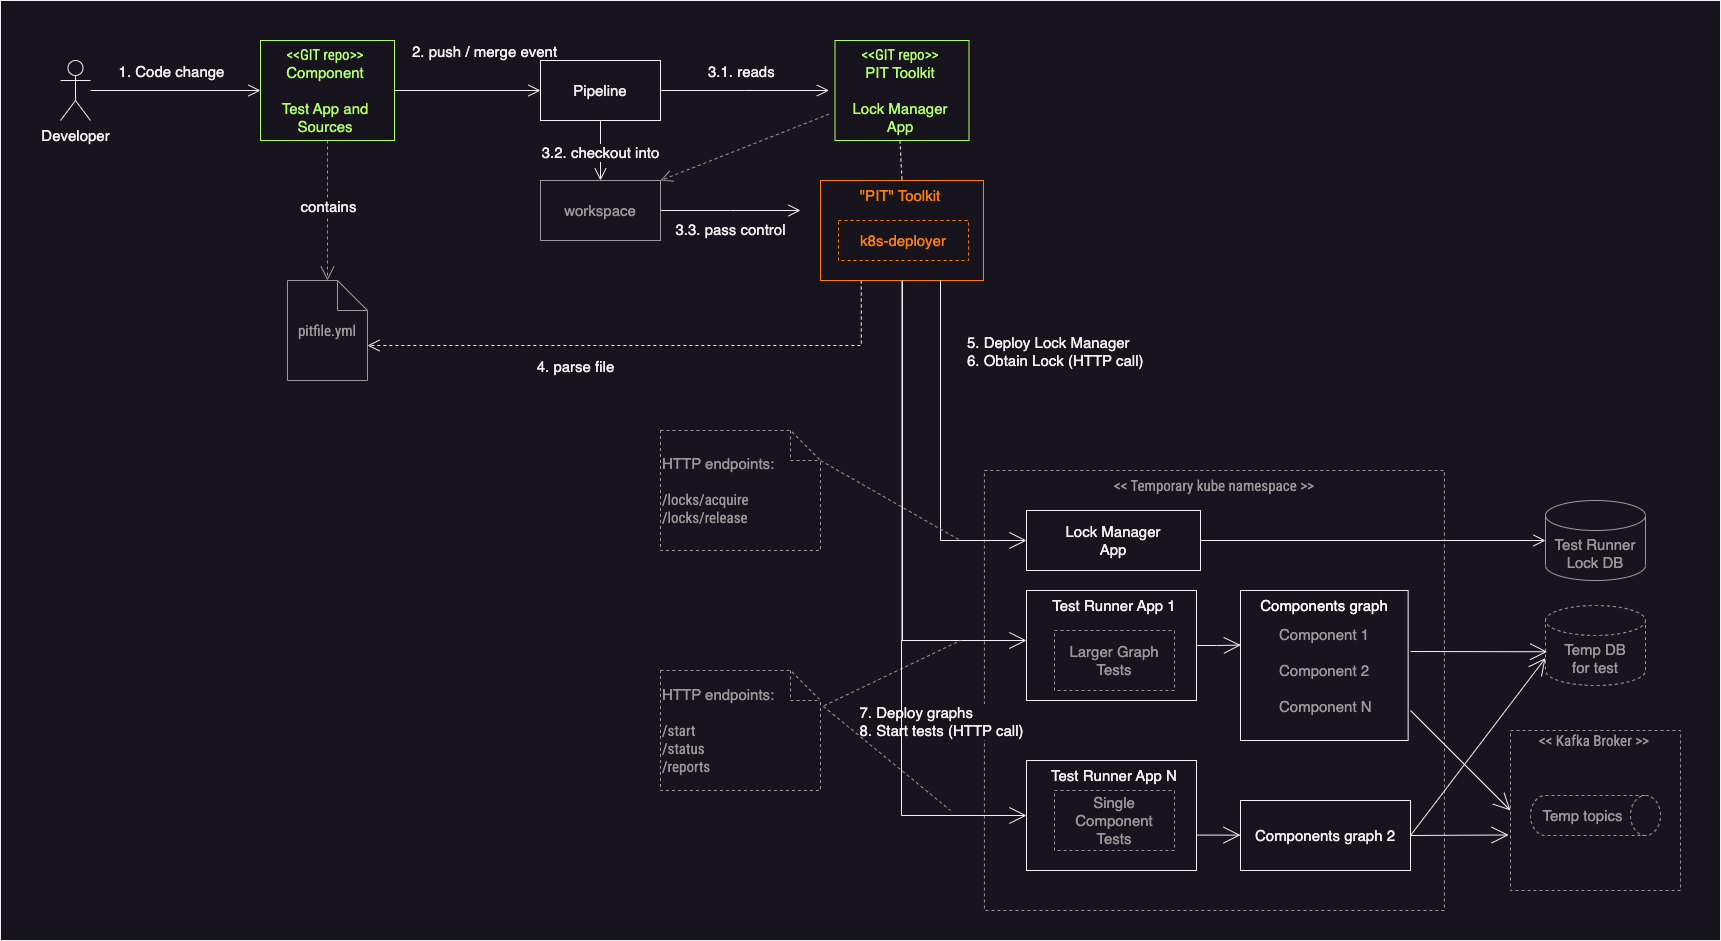 1. Code change
Developer
<<GIT repo>>
Component
Test App and
Sources
2. push / merge event
Pipeline
3.1. reads
<<GIT repo>>
PIT Toolkit
Lock Manager
App
3.2. checkout into
workspace
3.3. pass control
"PIT" Toolkit
k8s-deployer
contains
pitfile.yml
4. parse file
5. Deploy Lock Manager
6. Obtain Lock (HTTP call)
HTTP endpoints:
/locks/acquire
/locks/release
<< Temporary kube namespace >>
Lock Manager
App
Test Runner
Lock DB
Test Runner App 1
Larger Graph
Tests
Components graph
Component 1
Component 2
Component N
Temp DB
for test
HTTP endpoints:
/start
/status
/reports
7. Deploy graphs
8. Start tests (HTTP call)
Test Runner App N
Single
Component
Tests
Components graph 2
<< Kafka Broker >>
Temp topics